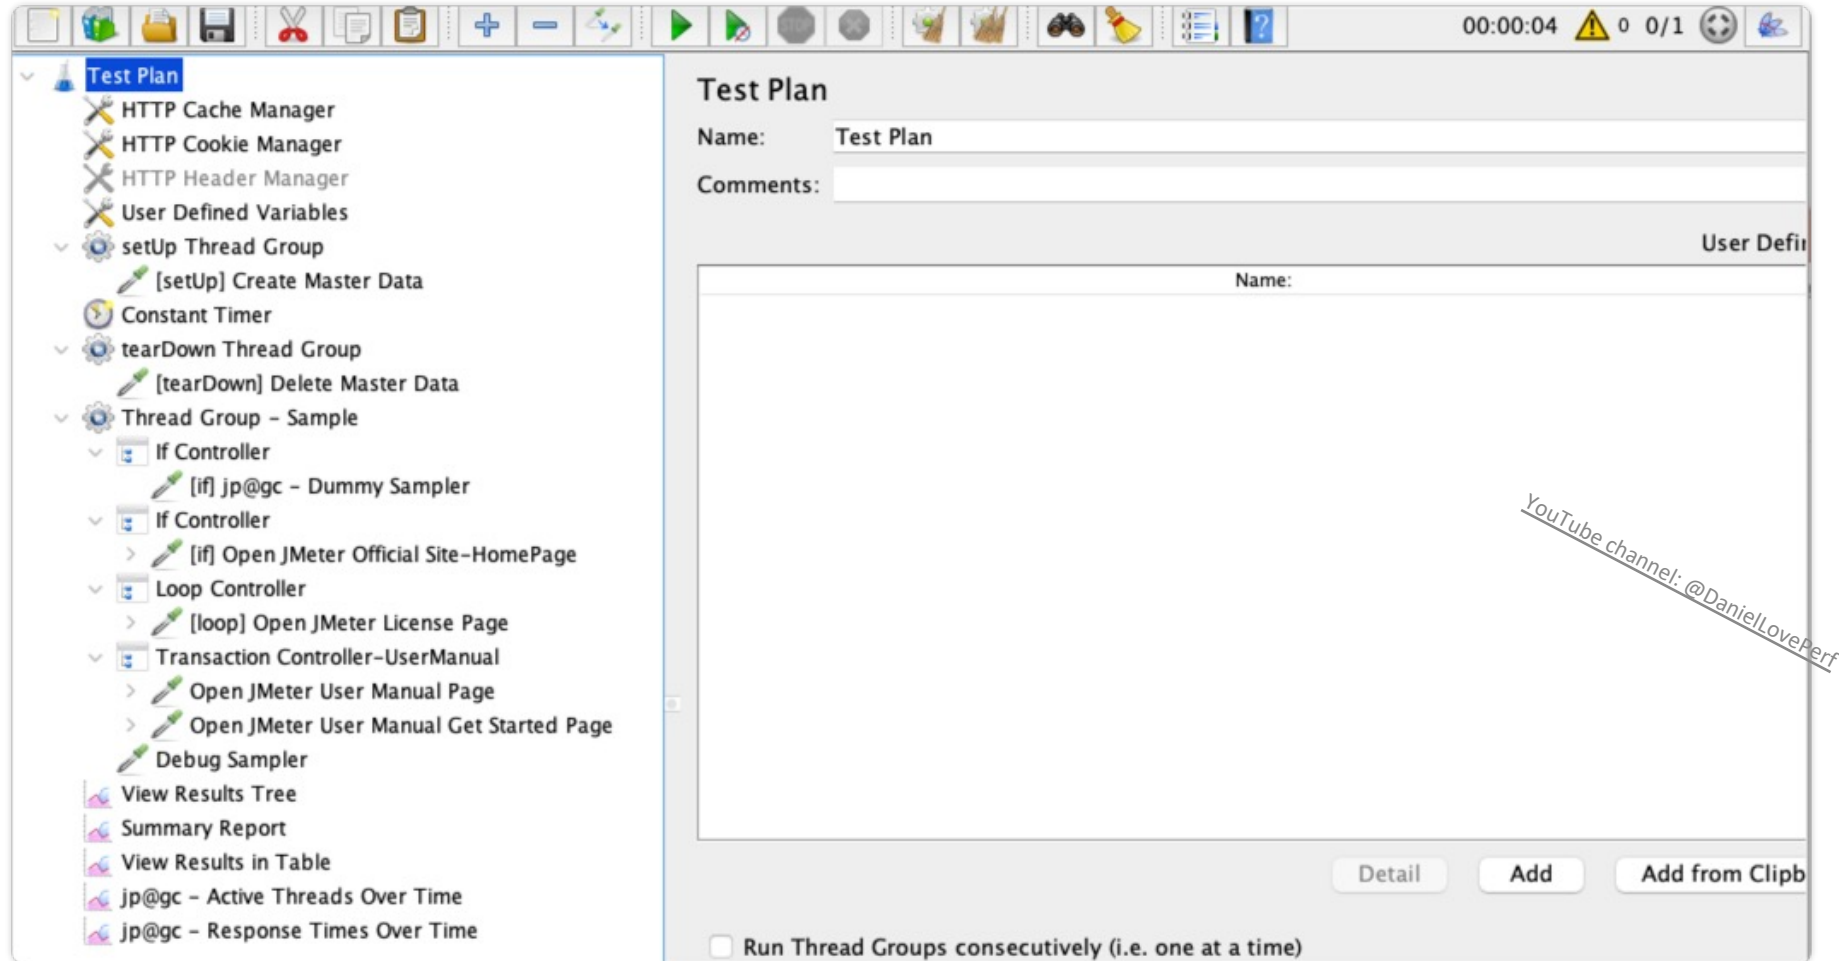 STOP
00:00:04 0 0/1
Test Plan
HTTP Cache Manager
HTTP Cookie Manager
HTTP Header Manager
User Defined Variables
setUp Thread Group
[setUp] Create Master Data
Constant Timer
tearDown Thread Group
[tearDown] Delete Master Data
Thread Group - Sample
If Controller
[if] jp@gc - Dummy Sampler
If Controller
[if] Open JMeter Official Site-HomePage
Loop Controller
[loop] Open JMeter License Page
Transaction Controller-UserManual
Open JMeter User Manual Page
Open JMeter User Manual Get Started Page
Debug Sampler
View Results Tree
Summary Report
View Results in Table
jp@gc - Active Threads Over Time
jp@gc - Response Times Over Time
Test Plan
Name: Test Plan
Comments:
User Defin
Name:
YouTube channel: @DanielLovePerf
Detail Add Add from Clipb
Run Thread Groups consecutively (i.e. one at a time)